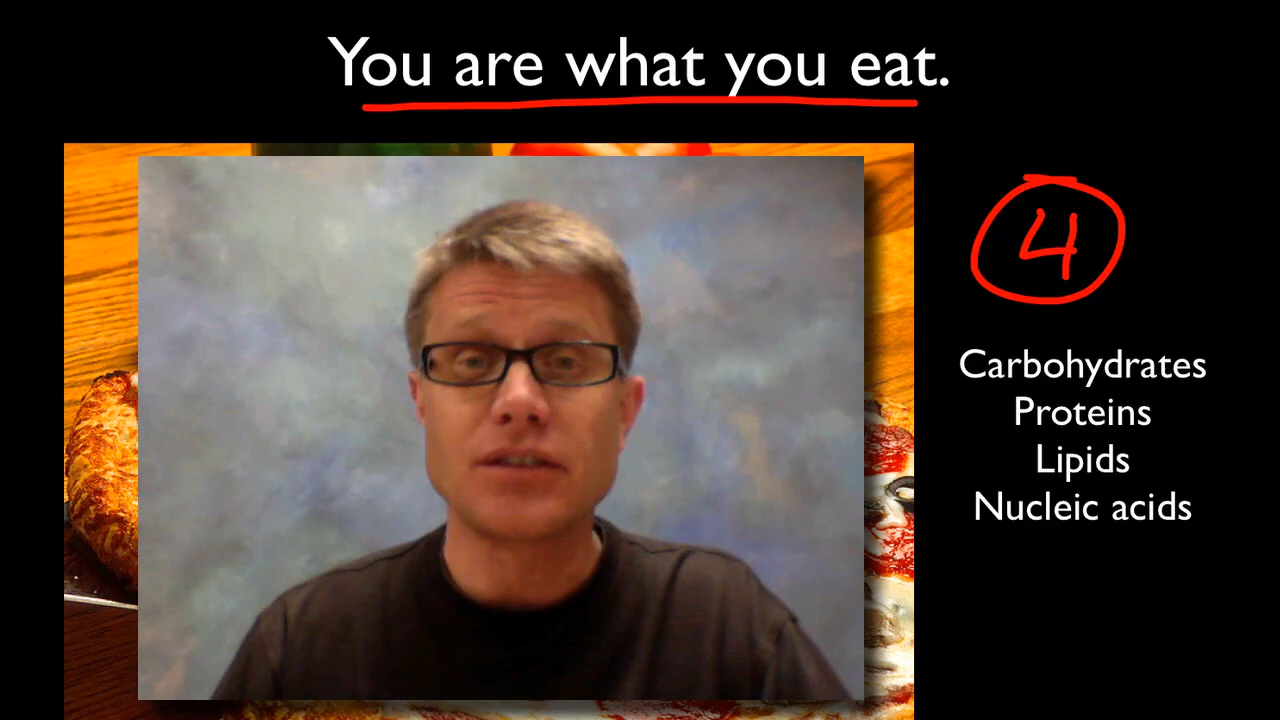 You are what you eat.
4
Carbohydrates
Proteins
Lipids
Nucleic acids